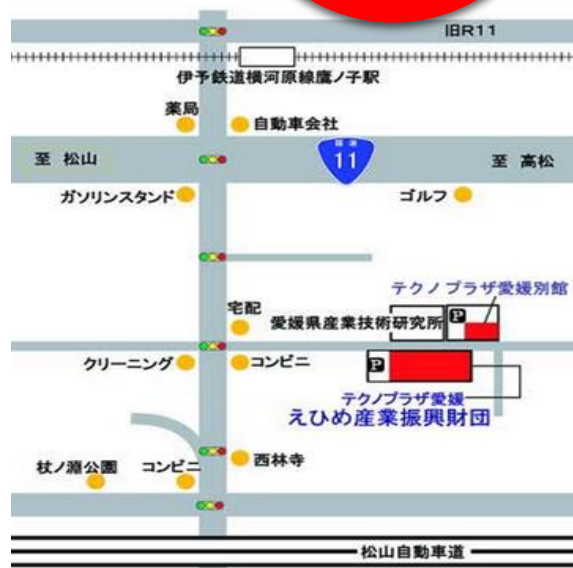 旧R11
伊予鉄道横河原線鷹ノ子駅
薬局
自動車会社
至 松山
国道
11
至 高松
ガソリンスタンド
ゴルフ
テクノプラザ愛媛別館
宅配
愛媛県産業技術研究所
P
クリーニング
コンビニ
P
テクノプラザ愛媛
えひめ産業振興財団
西林寺
杖ノ淵公園
コンビニ
松山自動車道